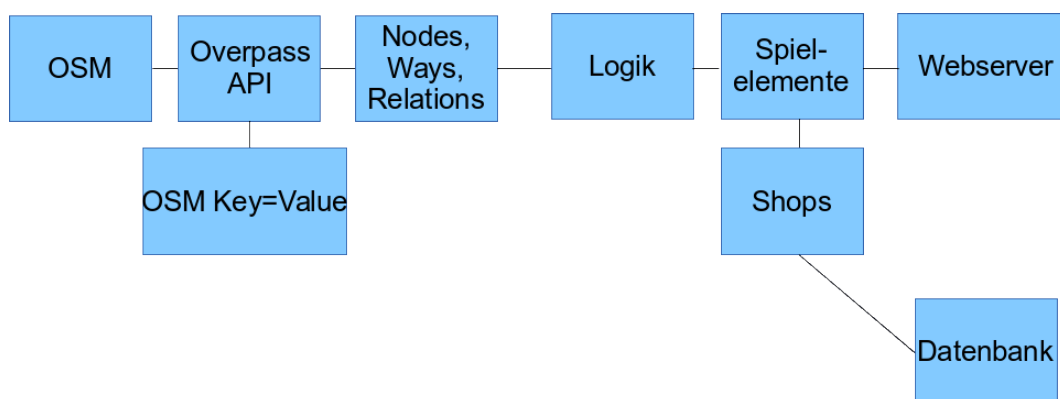 OSM
Overpass
API
Nodes,
Ways,
Relations
Logik
Spiel-
elemente
Webserver
OSM Key=Value
Shops
Datenbank